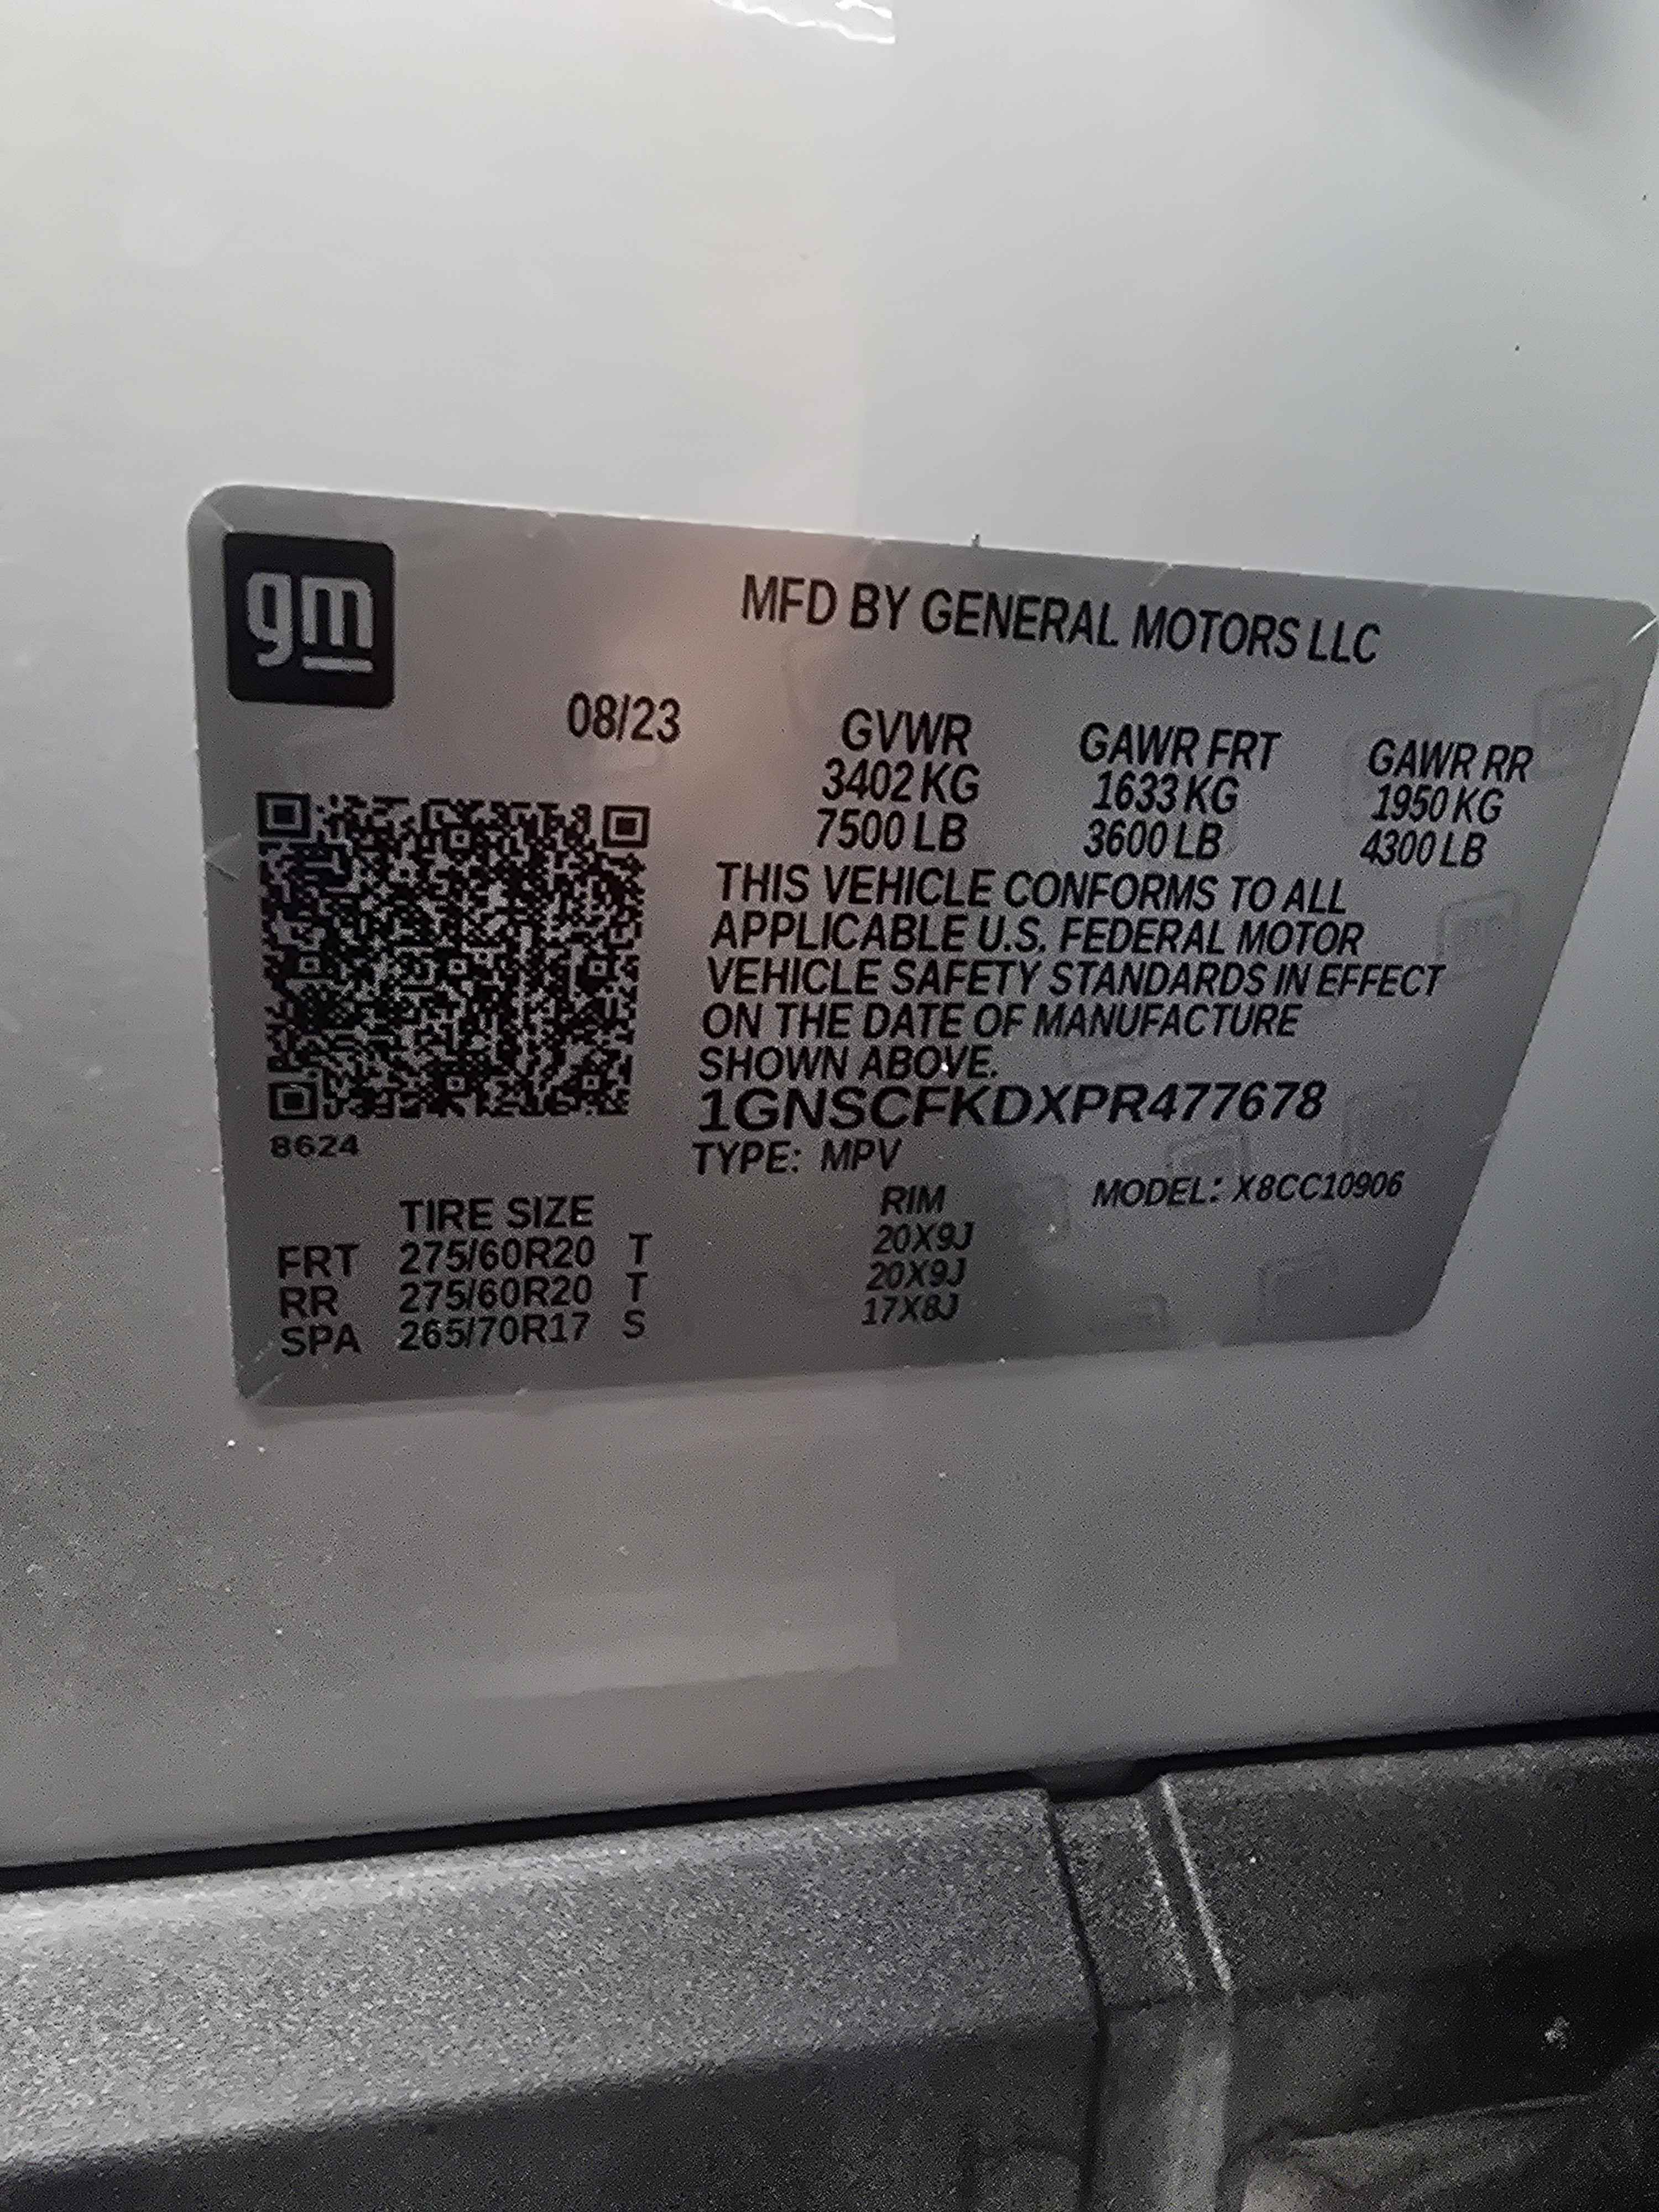 gm
MFD BY GENERAL MOTORS LLC
08/23
GVWR GAWR FRT GAWR RR
3402 KG 1633 KG 1950 KG
7500 LB 3600 LB 4300 LB
THIS VEHICLE CONFORMS TO ALL
APPLICABLE U.S. FEDERAL MOTOR
VEHICLE SAFETY STANDARDS IN EFFECT
ON THE DATE OF MANUFACTURE
SHOWN ABOVE.
1GNSCFKDXPR477678
8624
TYPE: MPV
MODEL: X8CC10906
TIRE SIZE RIM
FRT 275/60R20 T 20X9J
RR 275/60R20 T 20X9J
SPA 265/70R17 S 17X8J